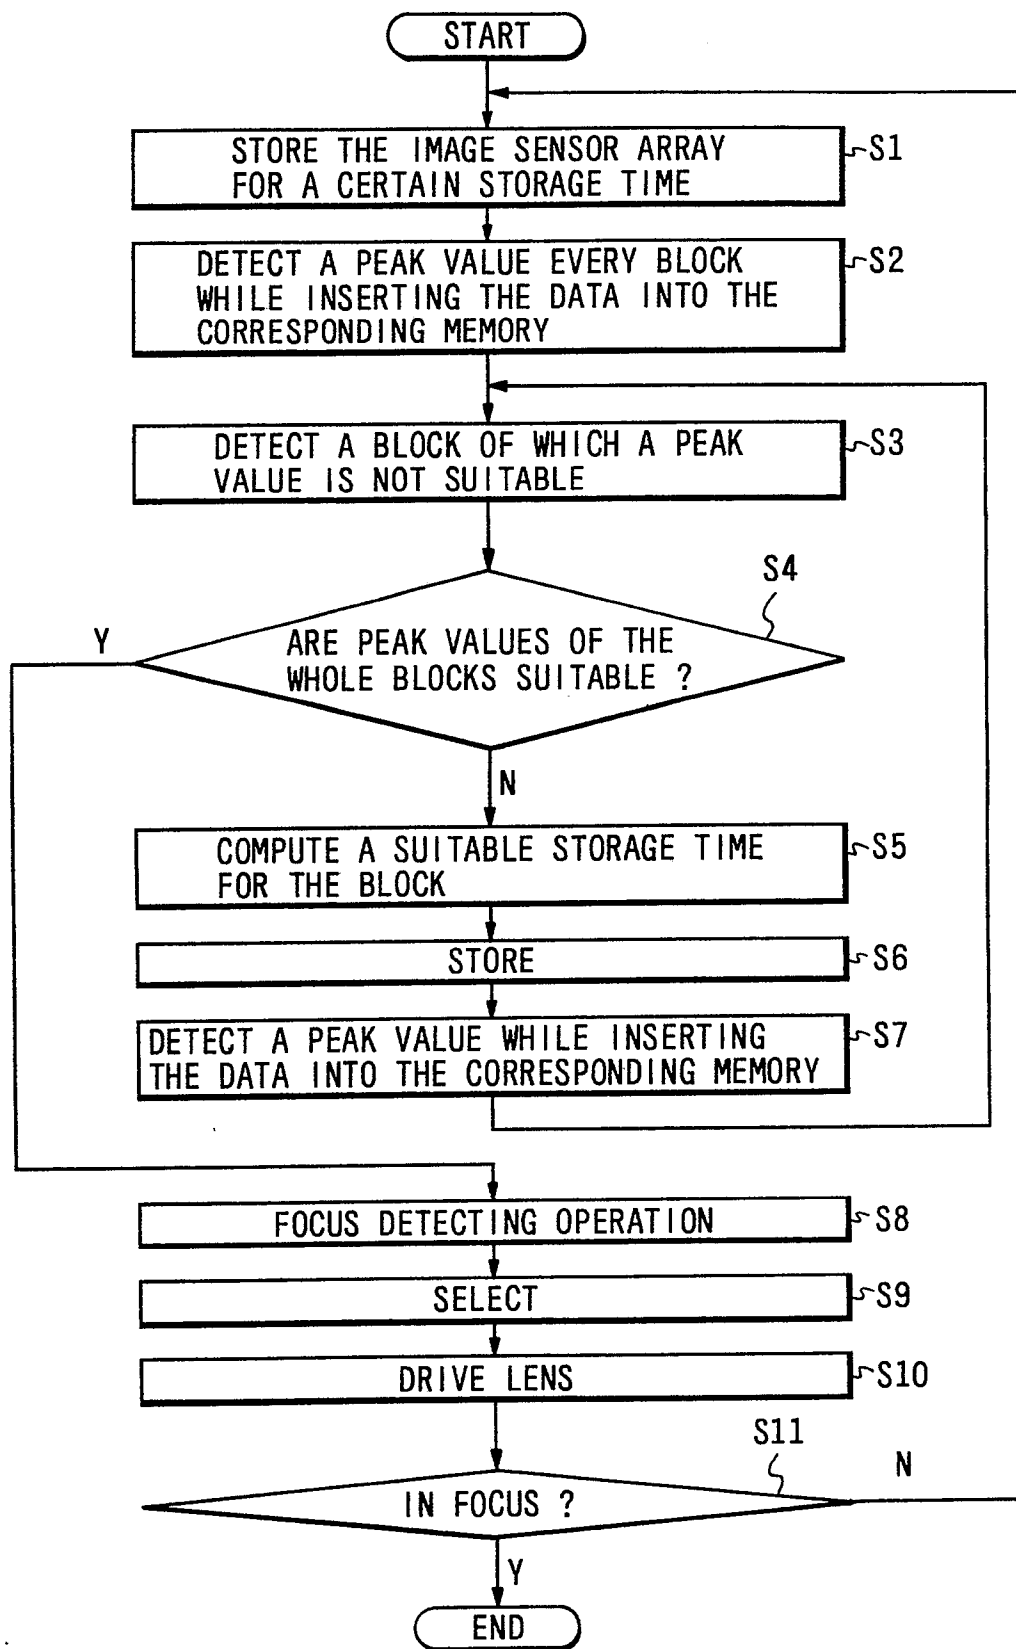 START
STORE THE IMAGE SENSOR ARRAY
FOR A CERTAIN STORAGE TIME
S1
DETECT A PEAK VALUE EVERY BLOCK
WHILE INSERTING THE DATA INTO THE
CORRESPONDING MEMORY
S2
DETECT A BLOCK OF WHICH A PEAK
VALUE IS NOT SUITABLE
S3
S4
Y
ARE PEAK VALUES OF THE
WHOLE BLOCKS SUITABLE ?
N
COMPUTE A SUITABLE STORAGE TIME
FOR THE BLOCK
S5
STORE
S6
DETECT A PEAK VALUE WHILE INSERTING
THE DATA INTO THE CORRESPONDING MEMORY
S7
FOCUS DETECTING OPERATION
S8
SELECT
S9
DRIVE LENS
S10
S11
N
IN FOCUS ?
Y
END